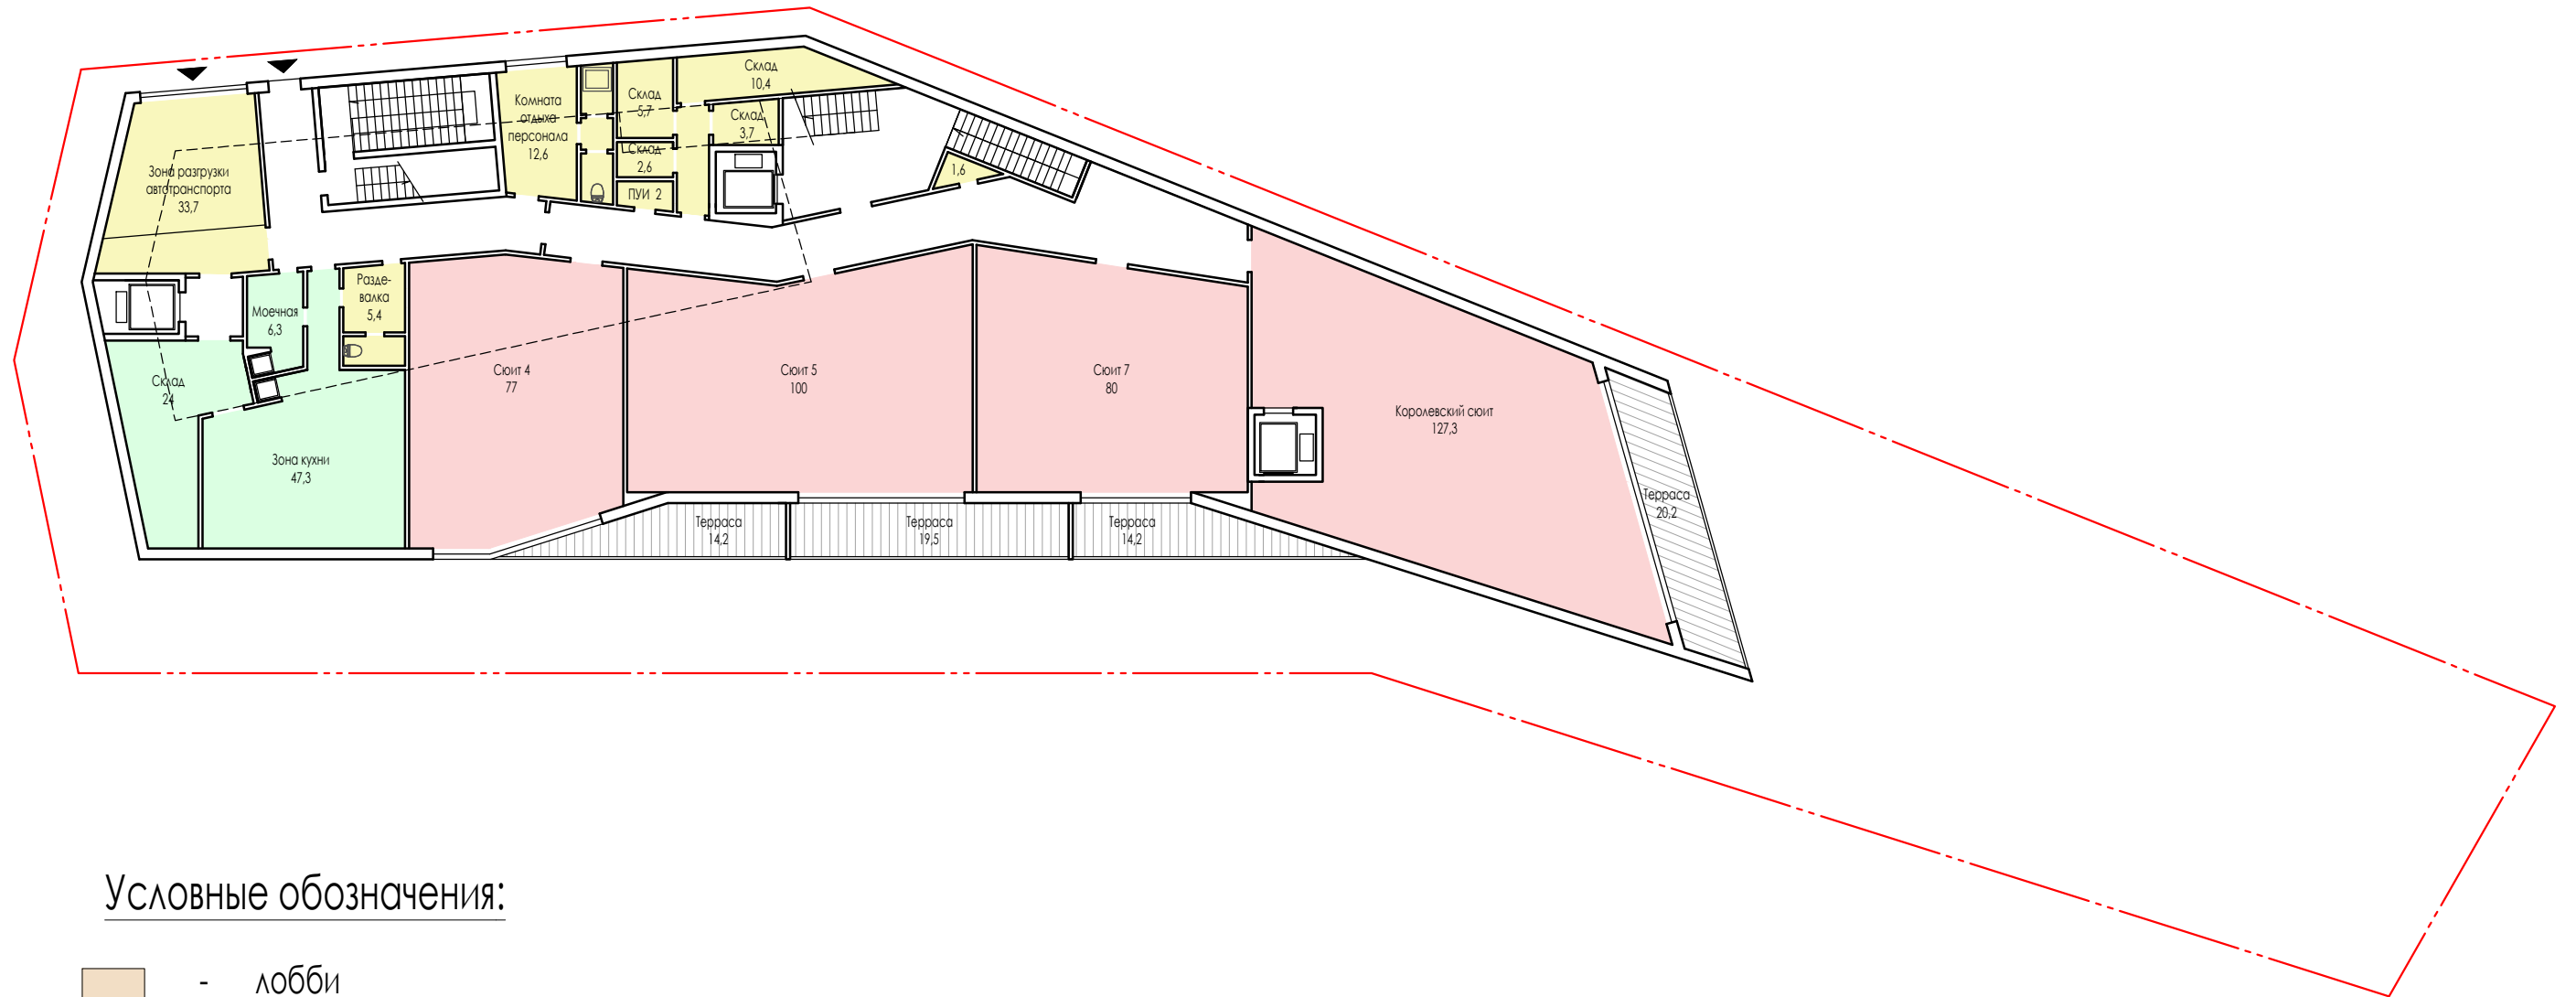 Склад
10,4
Комната
отдыха
персонала
12,6
Склад
5,7
Склад
3,7
Склад
2,6
ПУИ 2
1,6
Зона разгрузки
автотранспорта
33,7
Разде-
валка
5,4
Моечная
6,3
Склад
24
Зона кухни
47,3
Сюит 4
77
Сюит 5
100
Сюит 7
80
Королевский сюит
127,3
Терраса
20,2
Терраса
14,2
Терраса
19,5
Терраса
14,2
Условные обозначения:
- лобби